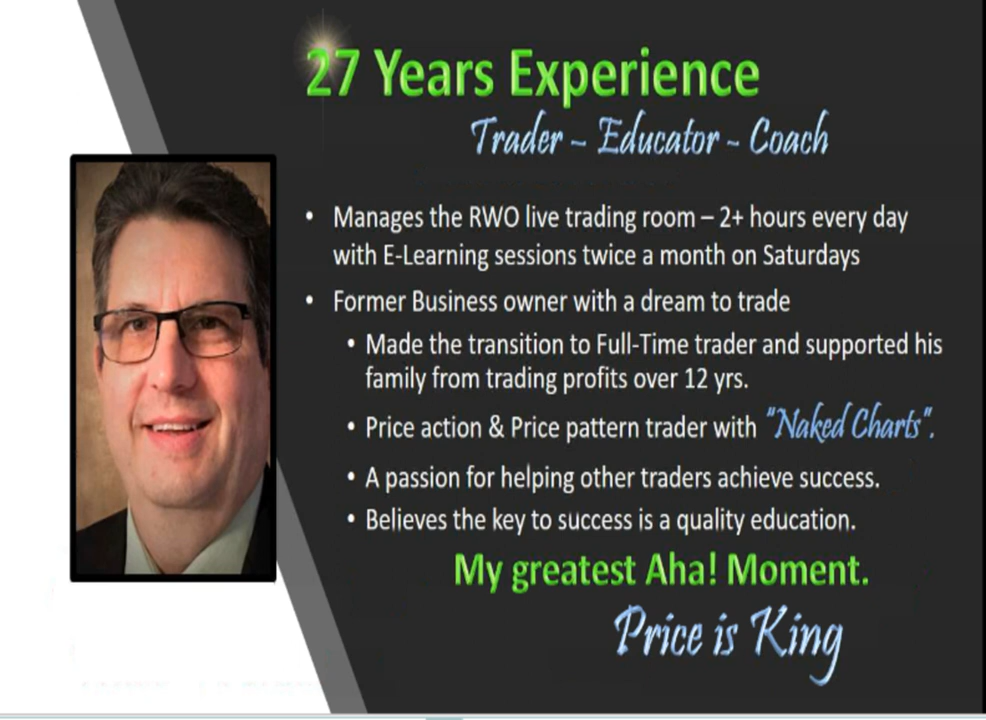 27 Years Experience
Trader - Educator - Coach
• Manages the RWO live trading room – 2+ hours every day
with E-Learning sessions twice a month on Saturdays
• Former Business owner with a dream to trade
• Made the transition to Full-Time trader and supported his
family from trading profits over 12 yrs.
• Price action & Price pattern trader with "Naked Charts".
• A passion for helping other traders achieve success.
• Believes the key to success is a quality education.
My greatest Aha! Moment.
Price is King